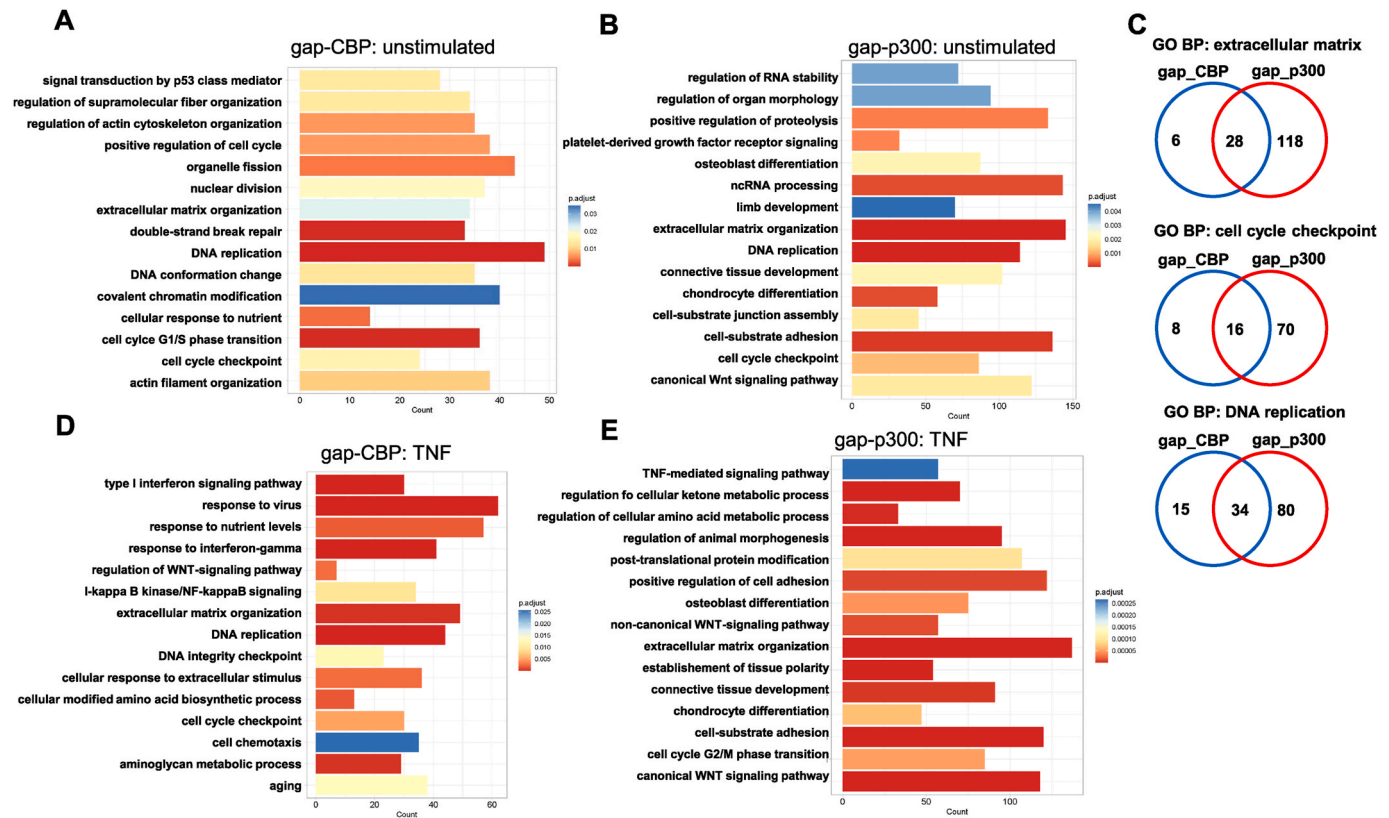 A
gap-CBP: unstimulated
signal transduction by p53 class mediator
regulation of supramolecular fiber organization
regulation of actin cytoskeleton organization
positive regulation of cell cycle
organelle fission
nuclear division
extracellular matrix organization
double-strand break repair
DNA replication
DNA conformation change
covalent chromatin modification
cellular response to nutrient
cell cylce G1/S phase transition
cell cycle checkpoint
actin filament organization
0 10 20 30 40 50
Count
p.adjust
0.03
0.02
0.01
B
gap-p300: unstimulated
regulation of RNA stability
regulation of organ morphology
positive regulation of proteolysis
platelet-derived growth factor receptor signaling
osteoblast differentiation
ncRNA processing
limb development
extracellular matrix organization
DNA replication
connective tissue development
chondrocyte differentiation
cell-substrate junction assembly
cell-substrate adhesion
cell cycle checkpoint
canonical Wnt signaling pathway
0 50 100 150
Count
p.adjust
0.004
0.003
0.002
0.001
C
GO BP: extracellular matrix
gap_CBP gap_p300
6 28 118
GO BP: cell cycle checkpoint
gap_CBP gap_p300
8 16 70
GO BP: DNA replication
gap_CBP gap_p300
15 34 80
D
gap-CBP: TNF
type I interferon signaling pathway
response to virus
response to nutrient levels
response to interferon-gamma
regulation of WNT-signaling pathway
I-kappa B kinase/NF-kappaB signaling
extracellular matrix organization
DNA replication
DNA integrity checkpoint
cellular response to extracellular stimulus
cellular modified amino acid biosynthetic process
cell cycle checkpoint
cell chemotaxis
aminoglycan metabolic process
aging
0 20 40 60
Count
p.adjust
0.025
0.020
0.015
0.010
0.005
E
gap-p300: TNF
TNF-mediated signaling pathway
regulation fo cellular ketone metabolic process
regulation of cellular amino acid metabolic process
regulation of animal morphogenesis
post-translational protein modification
positive regulation of cell adhesion
osteoblast differentiation
non-canonical WNT-signaling pathway
extracellular matrix organization
establishement of tissue polarity
connective tissue development
chondrocyte differentiation
cell-substrate adhesion
cell cycle G2/M phase transition
canonical WNT signaling pathway
0 50 100
Count
p.adjust
0.00025
0.00020
0.00015
0.00010
0.00005